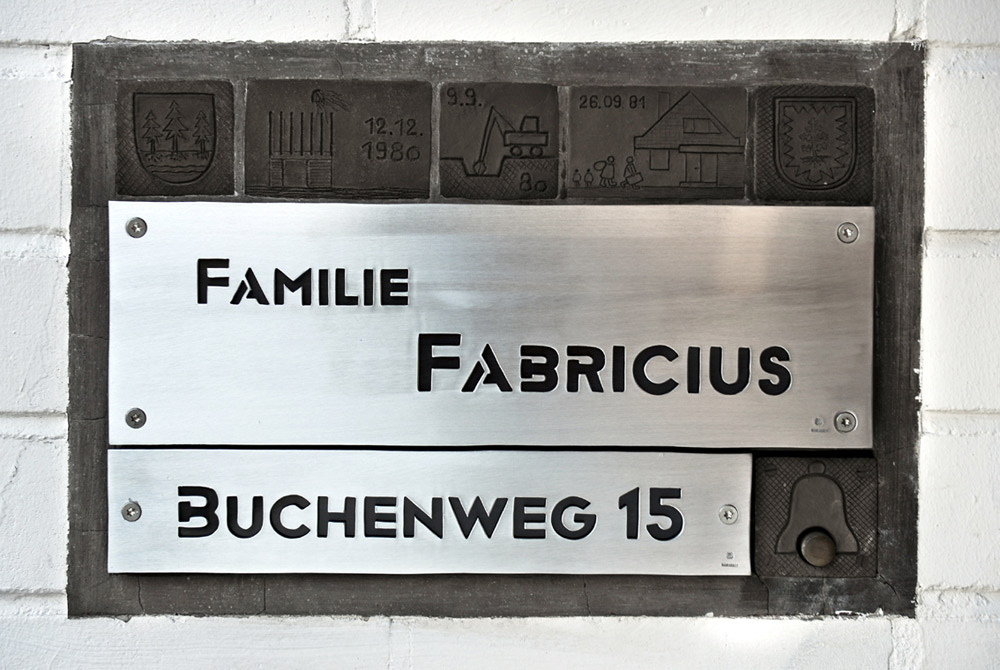 12.12.
1980
9.9.
80
26.09 81
FAMILIE
FABRICIUS
BUCHENWEG 15